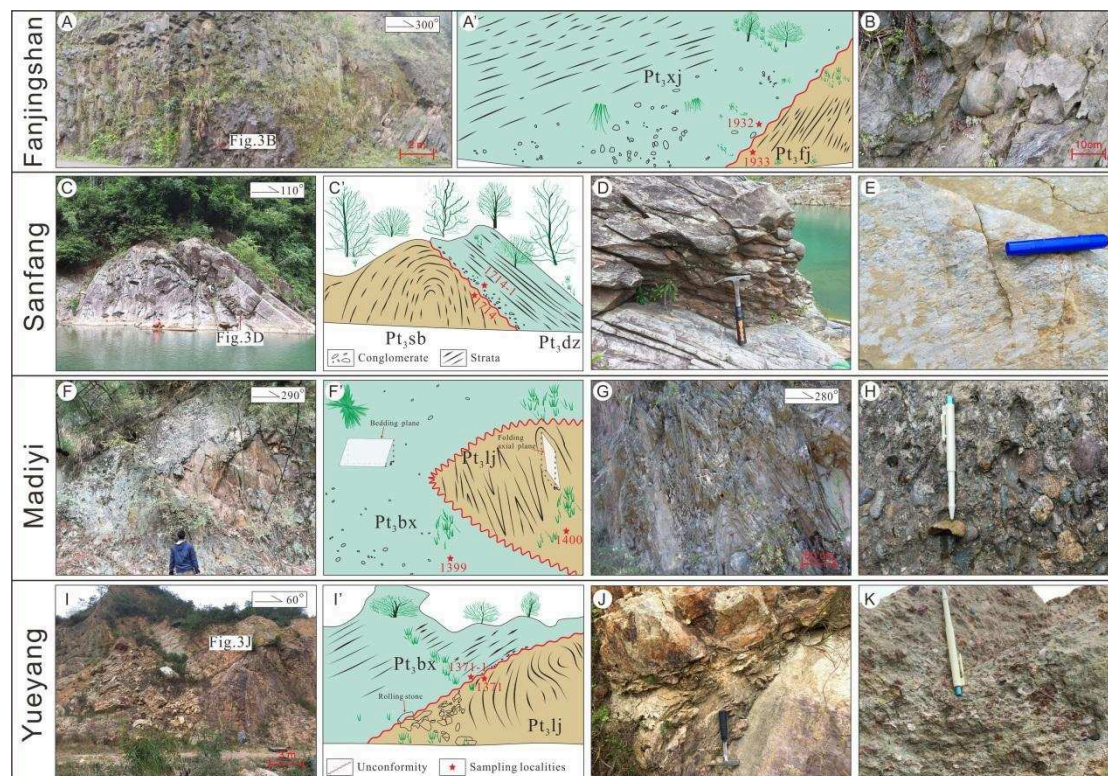 Fanjingshan
A
300°
Fig.3B
2 m
A'
Pt₃xj
1932
1933
Pt₃fj
B
10cm
Sanfang
C
110°
Fig.3D
C'
1714-1
1714
Pt₃sb
Pt₃dz
Conglomerate
Strata
D
E
Madiyi
F
290°
F'
Bedding plane
Folding
axial plane
Pt₃lj
Pt₃bx
1400
1399
G
280°
H
Yueyang
I
60°
Fig.3J
I'
Pt₃bx
1371-1
1371
Rolling stone
Pt₃lj
Unconformity
Sampling localities
J
K